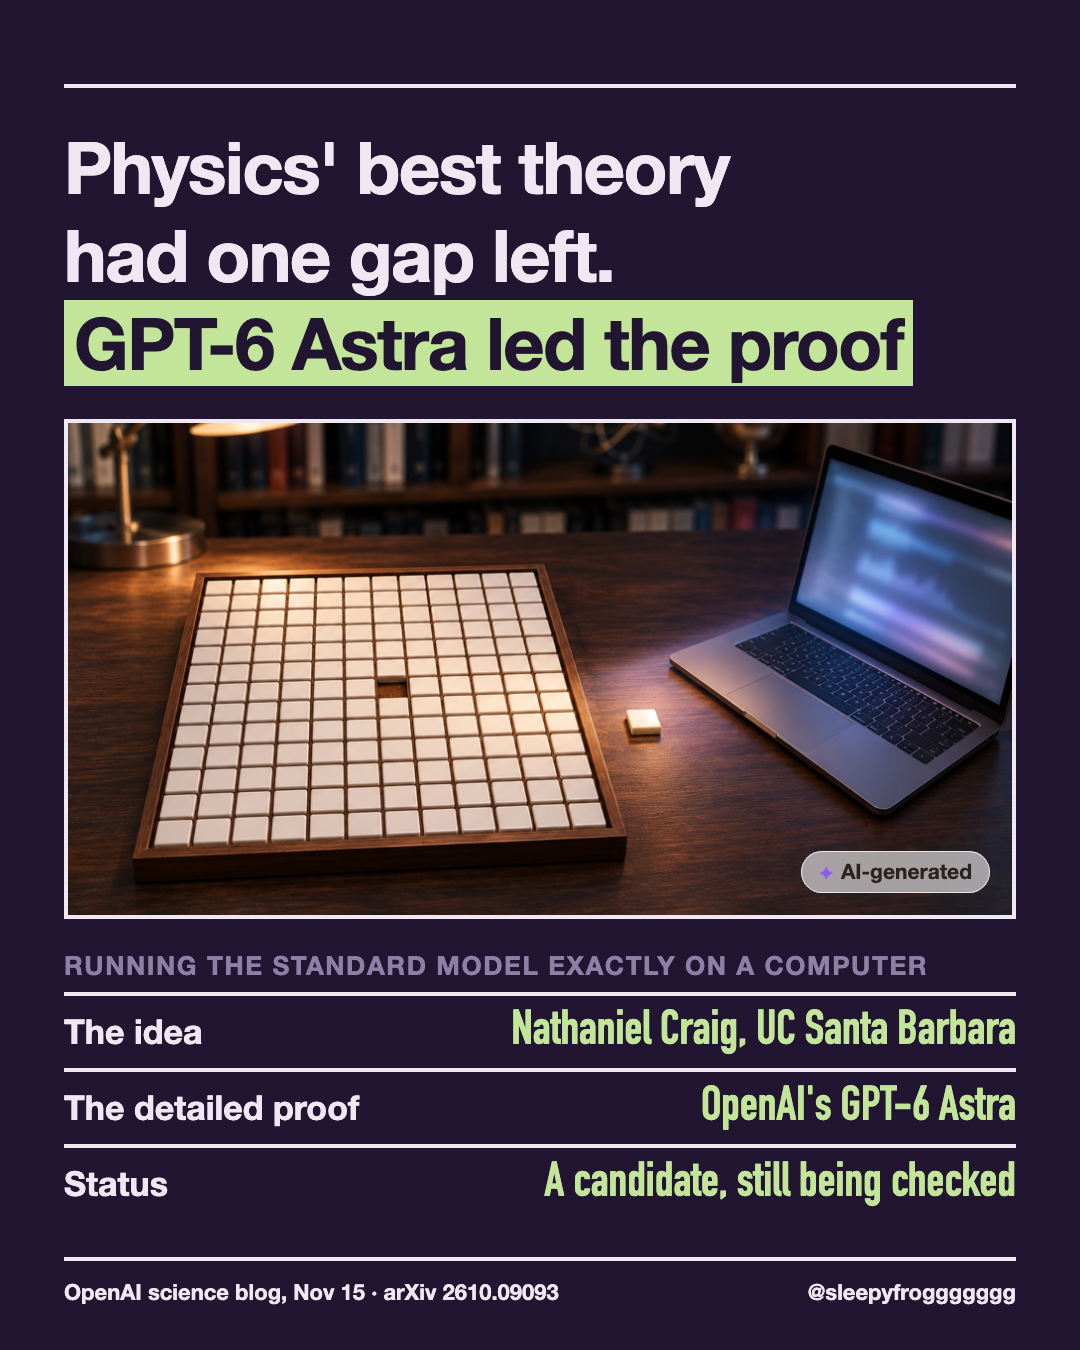 Physics' best theory
had one gap left.
GPT-6 Astra led the proof
AI-generated
RUNNING THE STANDARD MODEL EXACTLY ON A COMPUTER
The idea Nathaniel Craig, UC Santa Barbara
The detailed proof OpenAI's GPT-6 Astra
Status A candidate, still being checked
OpenAI science blog, Nov 15 · arXiv 2610.09093 @sleepyfroggggggg